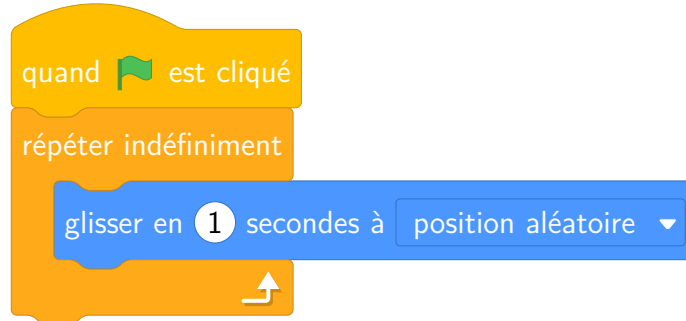 quand est cliqué
répéter indéfiniment
glisser en 1 secondes à position aléatoire